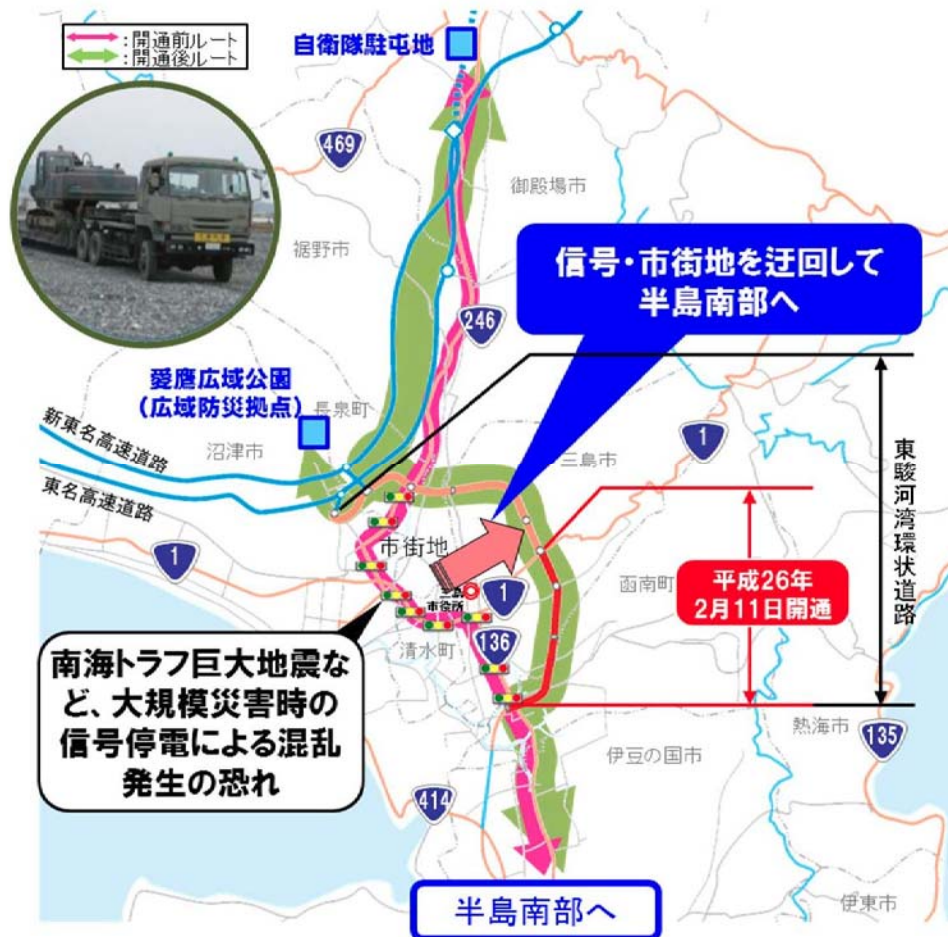 :開通前ルート
:開通後ルート
自衛隊駐屯地
469
御殿場市
裾野市
信号・市街地を迂回して
半島南部へ
246
愛鷹広域公園
(広域防災拠点)
長泉町
新東名高速道路
沼津市
1
三島市
東名高速道路
東駿河湾環状道路
1
市街地
函南町
平成26年
2月11日開通
三島
市役所
1
清水町
136
南海トラフ巨大地震な
ど、大規模災害時の
信号停電による混乱
発生の恐れ
熱海市
135
伊豆の国市
414
半島南部へ
伊東市